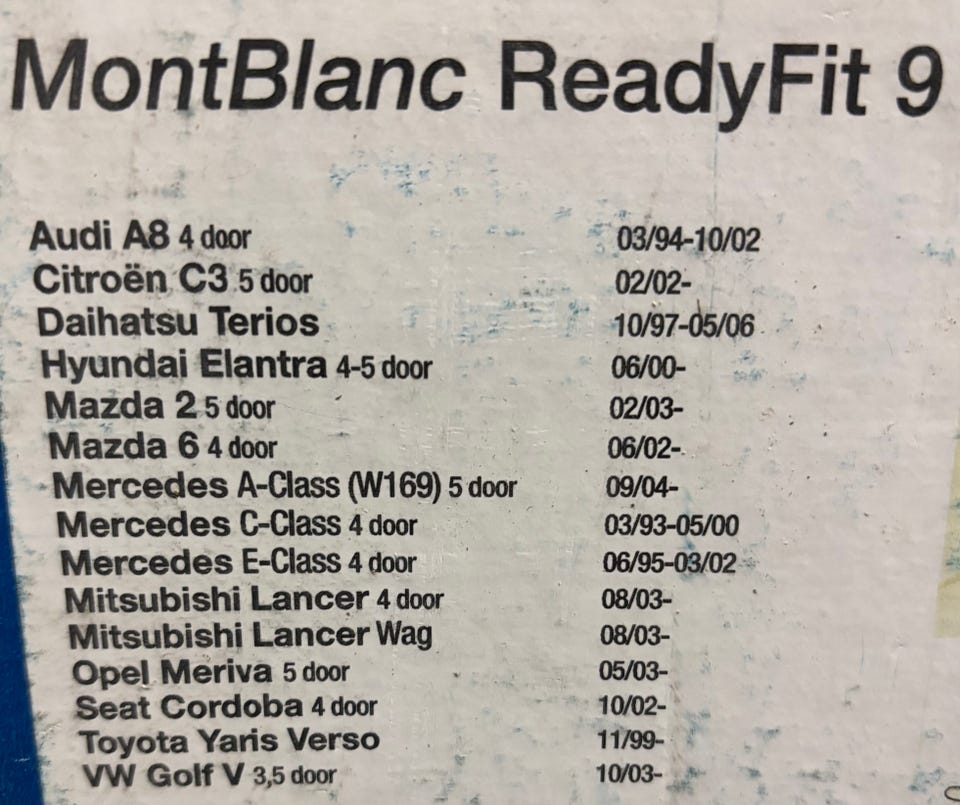 MontBlanc ReadyFit 9
Audi A8 4 door 03/94-10/02
Citroën C3 5 door 02/02-
Daihatsu Terios 10/97-05/06
Hyundai Elantra 4-5 door 06/00-
Mazda 2 5 door 02/03-
Mazda 6 4 door 06/02-
Mercedes A-Class (W169) 5 door 09/04-
Mercedes C-Class 4 door 03/93-05/00
Mercedes E-Class 4 door 06/95-03/02
Mitsubishi Lancer 4 door 08/03-
Mitsubishi Lancer Wag 08/03-
Opel Meriva 5 door 05/03-
Seat Cordoba 4 door 10/02-
Toyota Yaris Verso 11/99-
VW Golf V 3,5 door 10/03-